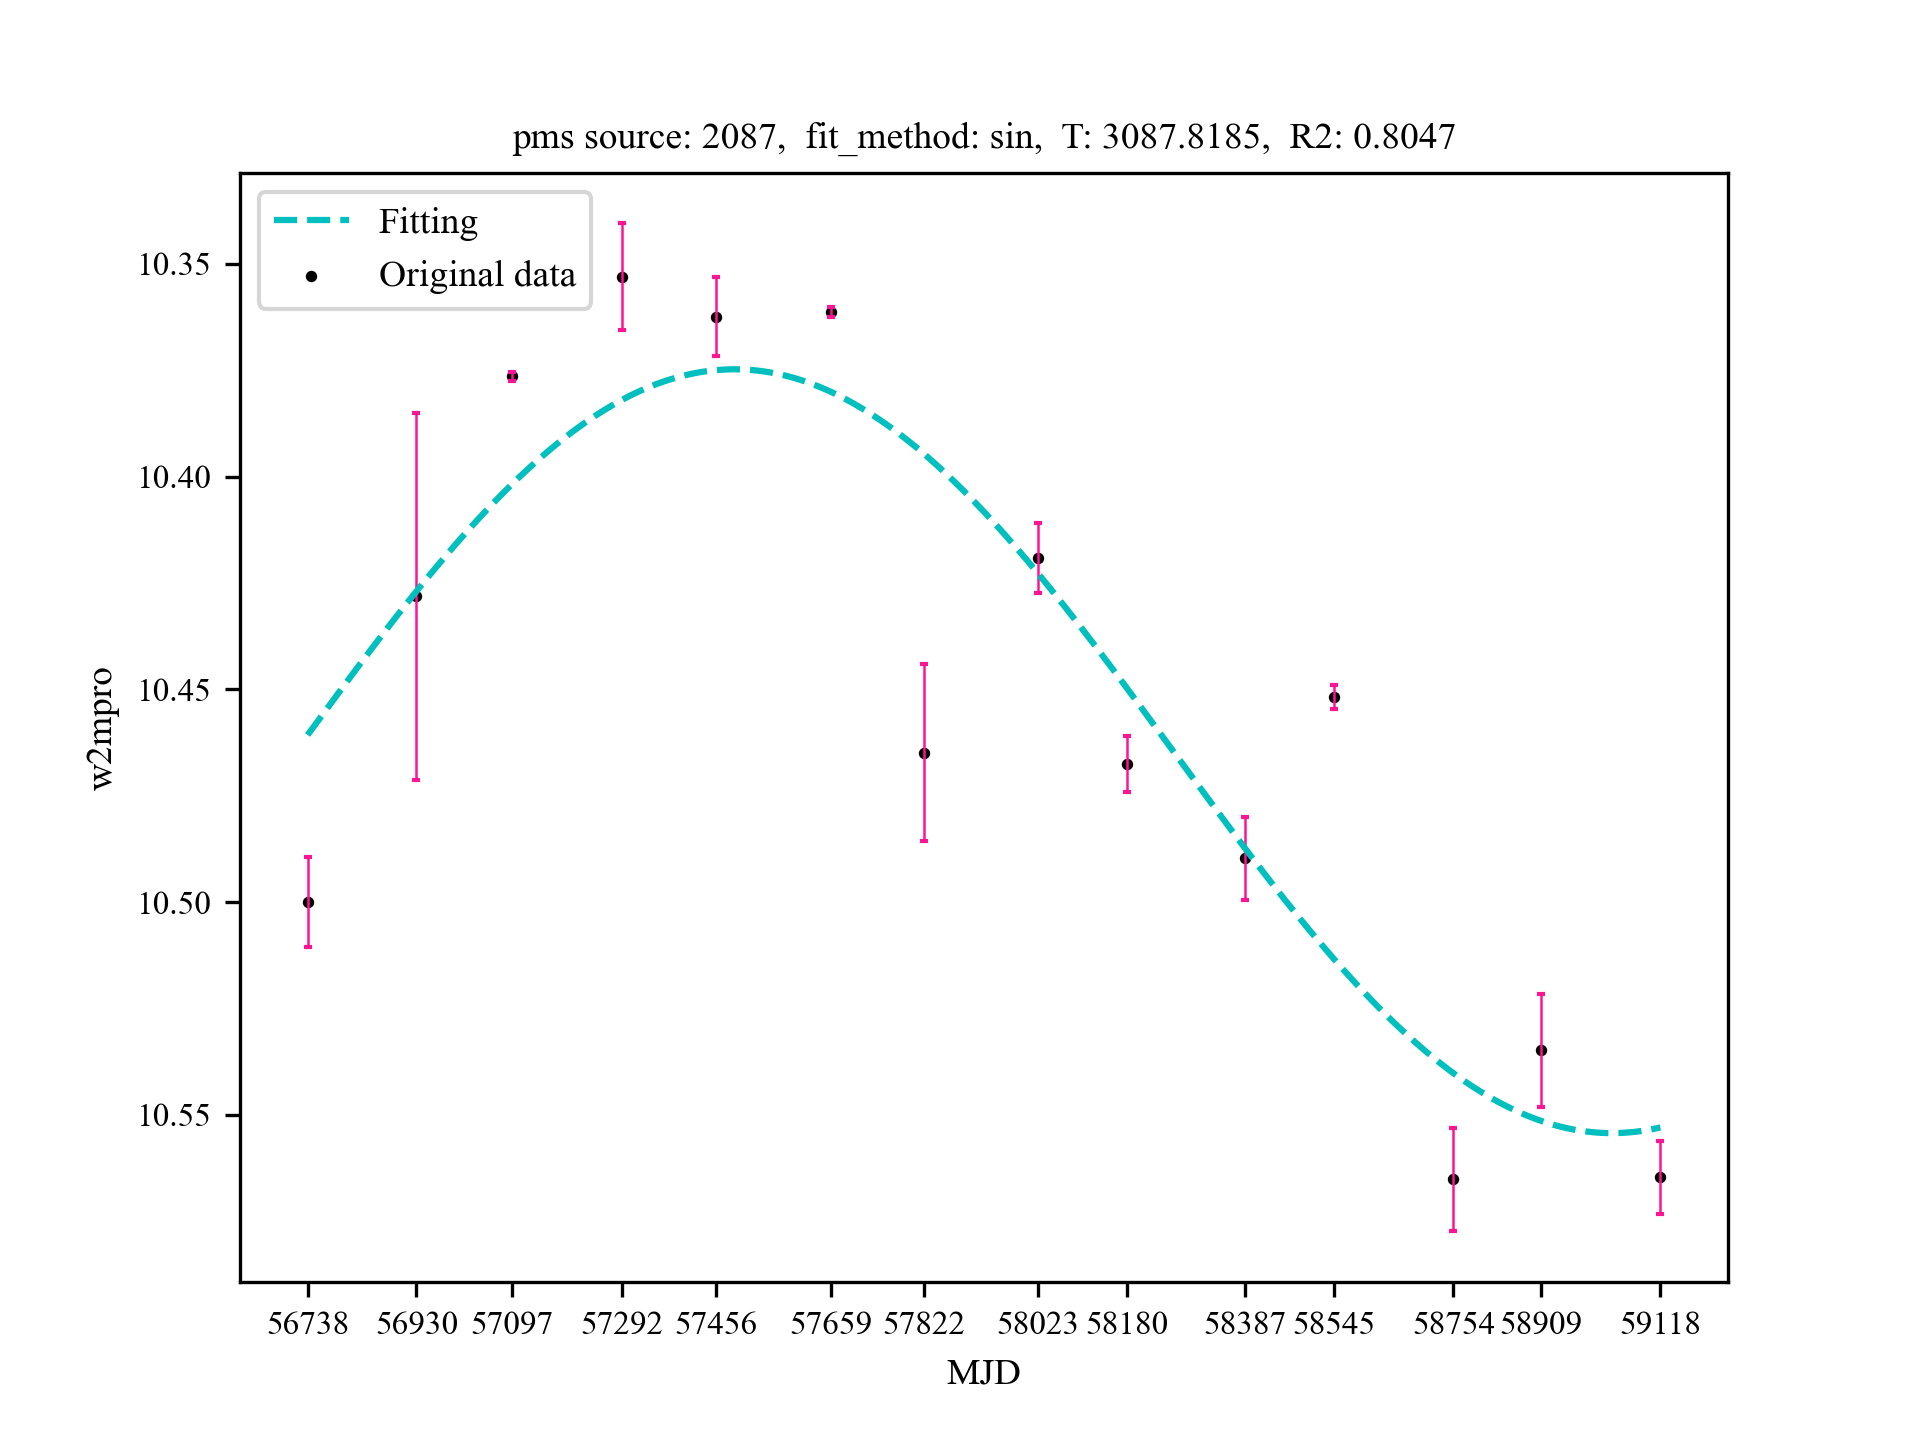 pms source: 2087,  fit_method: sin,  T: 3087.8185,  R2: 0.8047
Fitting
Original data
10.35
10.40
10.45
10.50
10.55
w2mpro
56738 56930 57097 57292 57456 57659 57822 58023 58180 58387 58545 58754 58909 59118
MJD